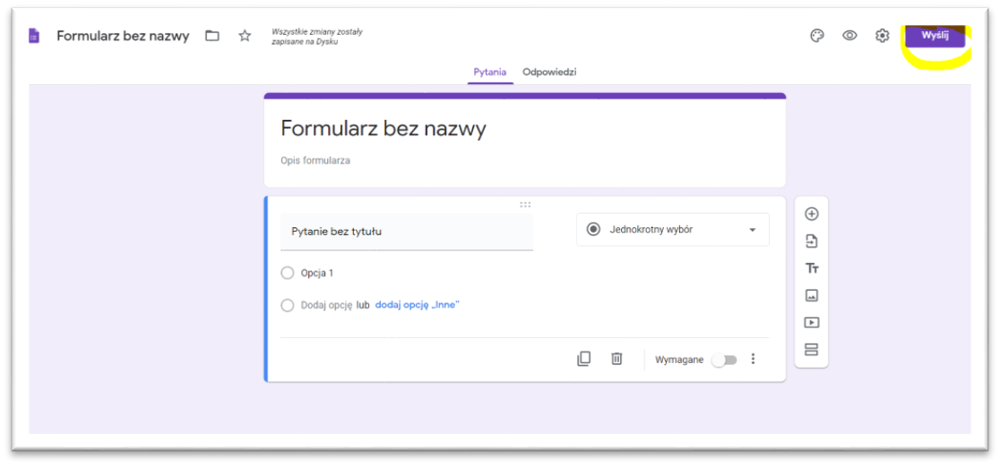 Formularz bez nazwy
Wszystkie zmiany zostały
zapisane na Dysku
Wyślij
Pytania Odpowiedzi
Formularz bez nazwy
Opis formularza
Pytanie bez tytułu
Jednokrotny wybór
Opcja 1
Dodaj opcję lub dodaj opcję „Inne”
Wymagane